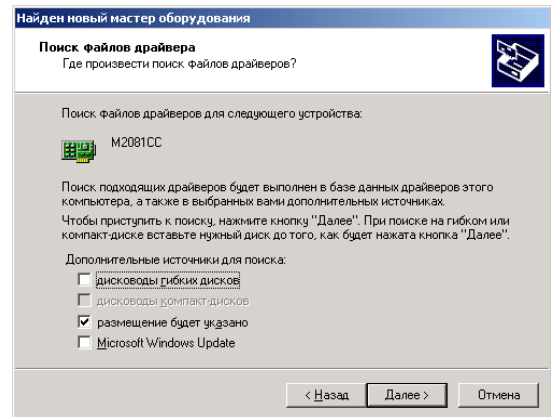 Найден новый мастер оборудования
Поиск файлов драйвера
Где произвести поиск файлов драйверов?
Поиск файлов драйверов для следующего устройства:
M2081CC
Поиск подходящих драйверов будет выполнен в базе данных драйверов этого
компьютера, а также в выбранных вами дополнительных источниках.
Чтобы приступить к поиску, нажмите кнопку "Далее". При поиске на гибком или
компакт-диске вставьте нужный диск до того, как будет нажата кнопка "Далее".
Дополнительные источники для поиска:
дисководы гибких дисков
дисководы компакт-дисков
размещение будет указано
Microsoft Windows Update
< Назад Далее > Отмена